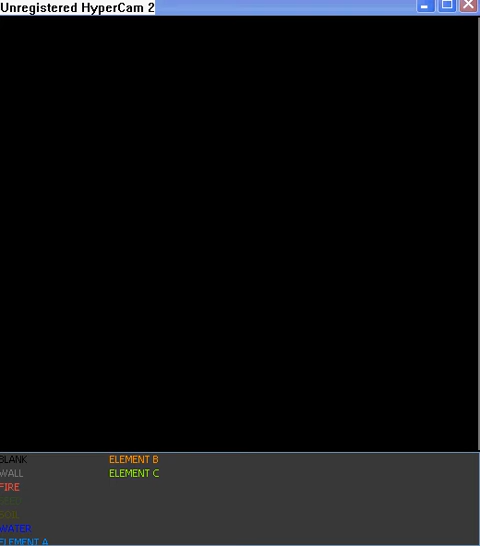 Unregistered HyperCam 2
BLANK
WALL
FIRE
SOIL
WATER
ELEMENT A
ELEMENT B
ELEMENT C